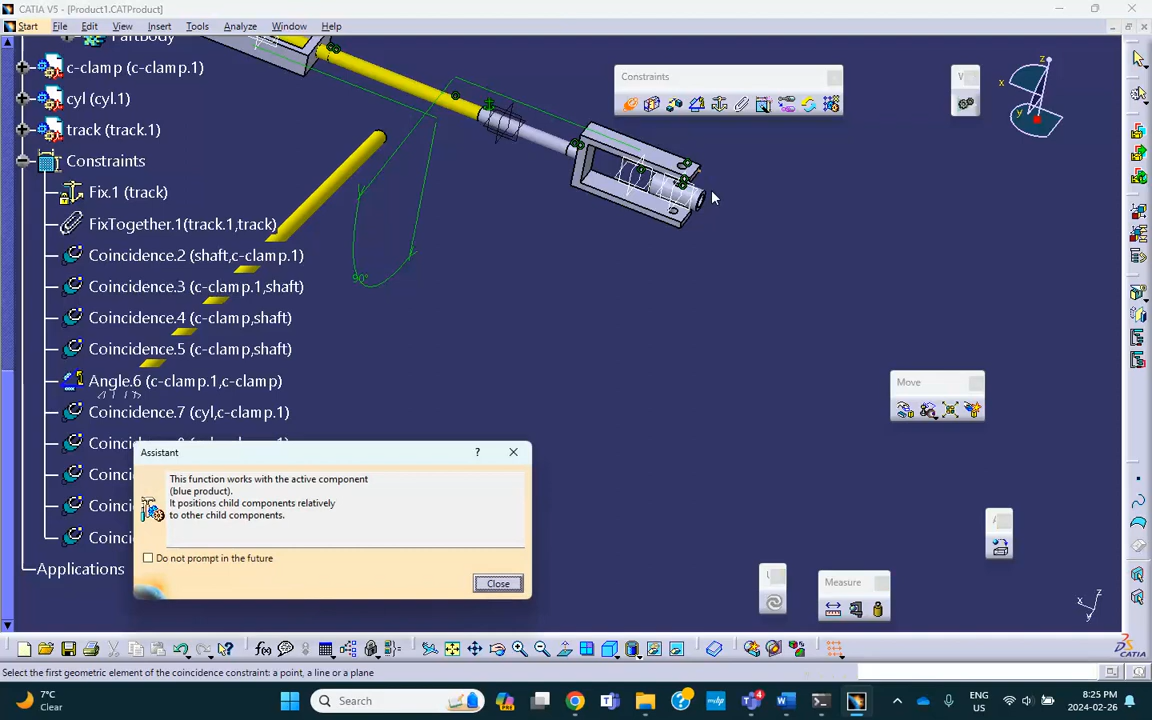 CATIA V5 - [Product1.CATProduct]
Start File Edit View Insert Tools Analyze Window Help
c-clamp (c-clamp.1)
cyl (cyl.1)
track (track.1)
Constraints
Fix.1 (track)
FixTogether.1(track.1,track)
Coincidence.2 (shaft,c-clamp.1)
Coincidence.3 (c-clamp.1,shaft)
Coincidence.4 (c-clamp,shaft)
Coincidence.5 (c-clamp,shaft)
Angle.6 (c-clamp.1,c-clamp)
Coincidence.7 (cyl,c-clamp.1)
Applications
Constraints
z
x
y
90°
Move
Measure
Assistant
?
This function works with the active component
(blue product).
It positions child components relatively
to other child components.
Do not prompt in the future
Close
z
x
y
CATIA
Select the first geometric element of the coincidence constraint: a point, a line or a plane
7°C
Clear
Search
mdp
4
ENG
US
8:25 PM
2024-02-26